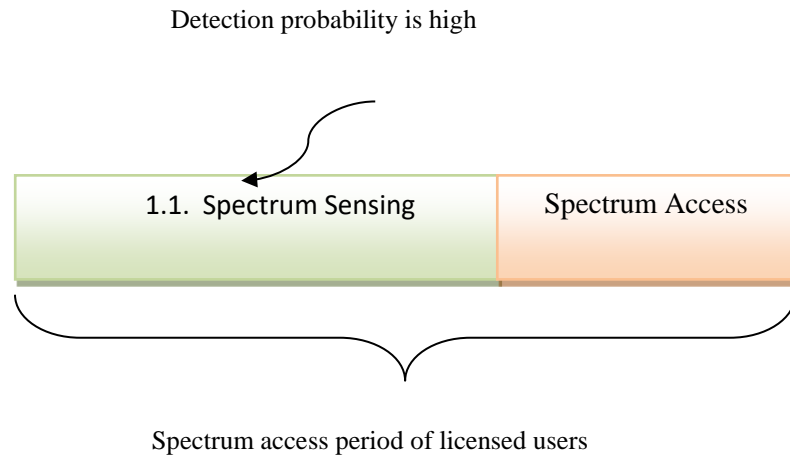 Detection probability is high
1.1. Spectrum Sensing
Spectrum Access
Spectrum access period of licensed users